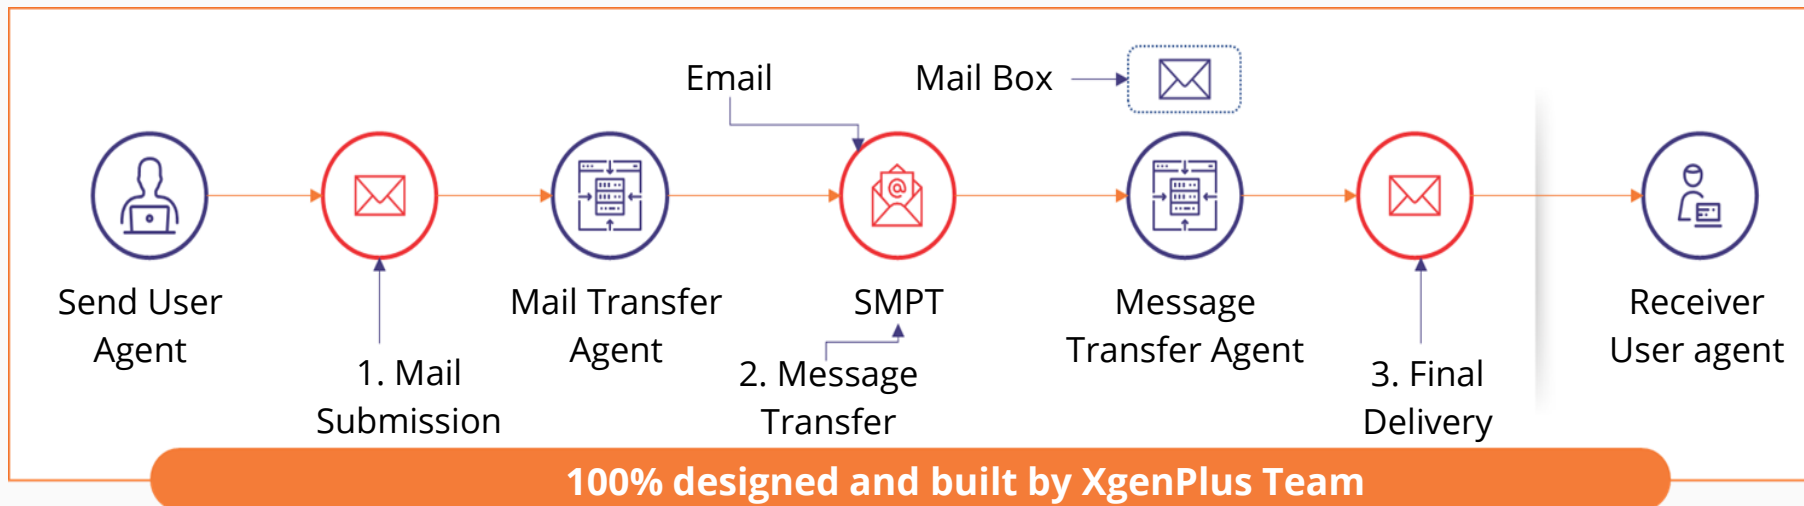 Email
Mail Box
Send User
Agent
1. Mail
Submission
Mail Transfer
Agent
SMPT
2. Message
Transfer
Message
Transfer Agent
3. Final
Delivery
Receiver
User agent
100% designed and built by XgenPlus Team